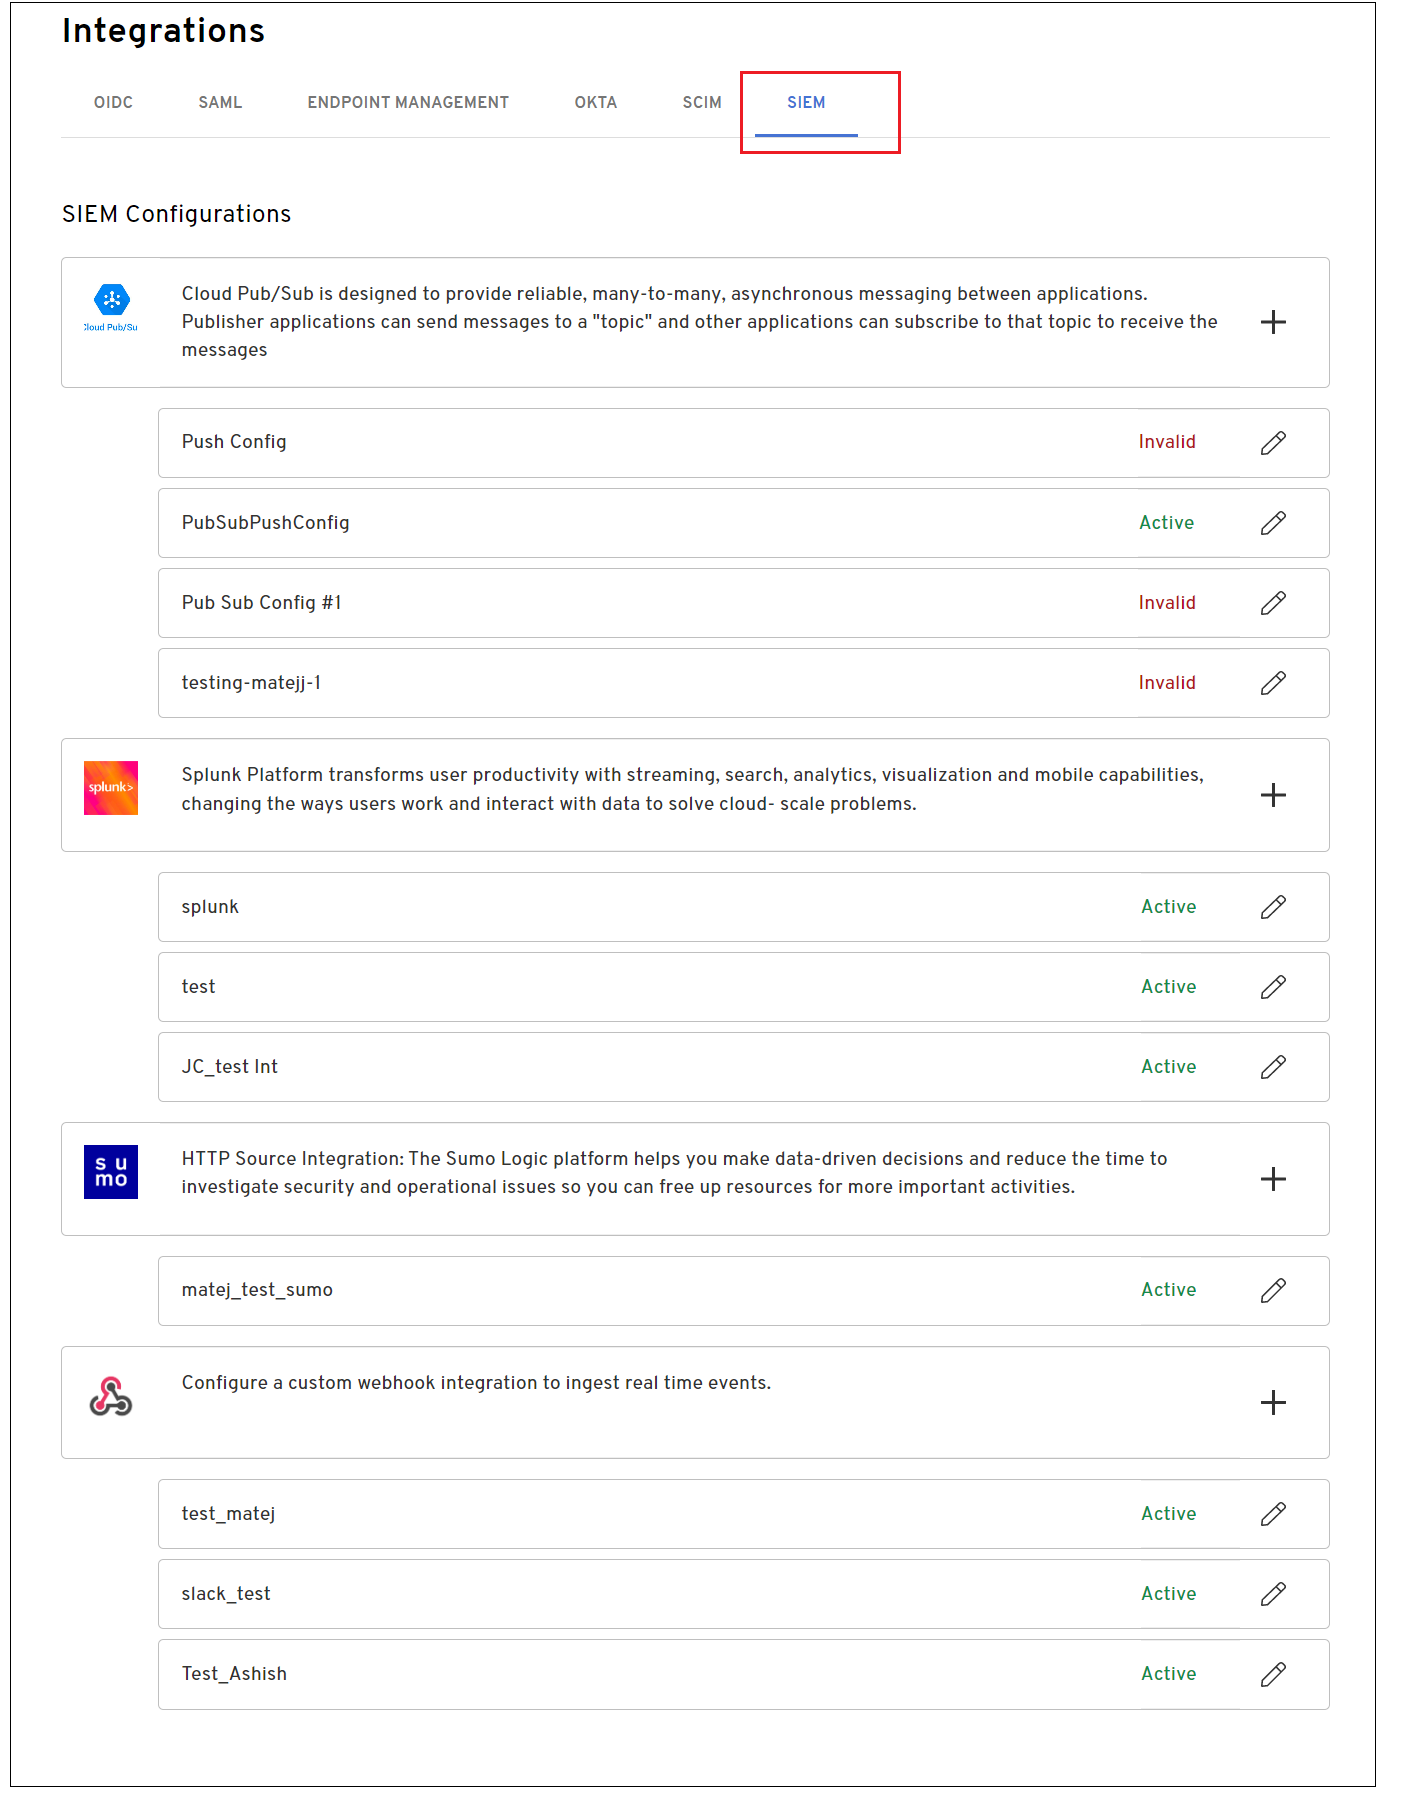 Integrations
OIDC SAML ENDPOINT MANAGEMENT OKTA SCIM SIEM
SIEM Configurations
Cloud Pub/Sub is designed to provide reliable, many-to-many, asynchronous messaging between applications.
Publisher applications can send messages to a "topic" and other applications can subscribe to that topic to receive the
messages
Cloud Pub/Su
Push Config Invalid
PubSubPushConfig Active
Pub Sub Config #1 Invalid
testing-matejj-1 Invalid
splunk>
Splunk Platform transforms user productivity with streaming, search, analytics, visualization and mobile capabilities,
changing the ways users work and interact with data to solve cloud- scale problems.
splunk Active
test Active
JC_test Int Active
su
mo
HTTP Source Integration: The Sumo Logic platform helps you make data-driven decisions and reduce the time to
investigate security and operational issues so you can free up resources for more important activities.
matej_test_sumo Active
Configure a custom webhook integration to ingest real time events.
test_matej Active
slack_test Active
Test_Ashish Active